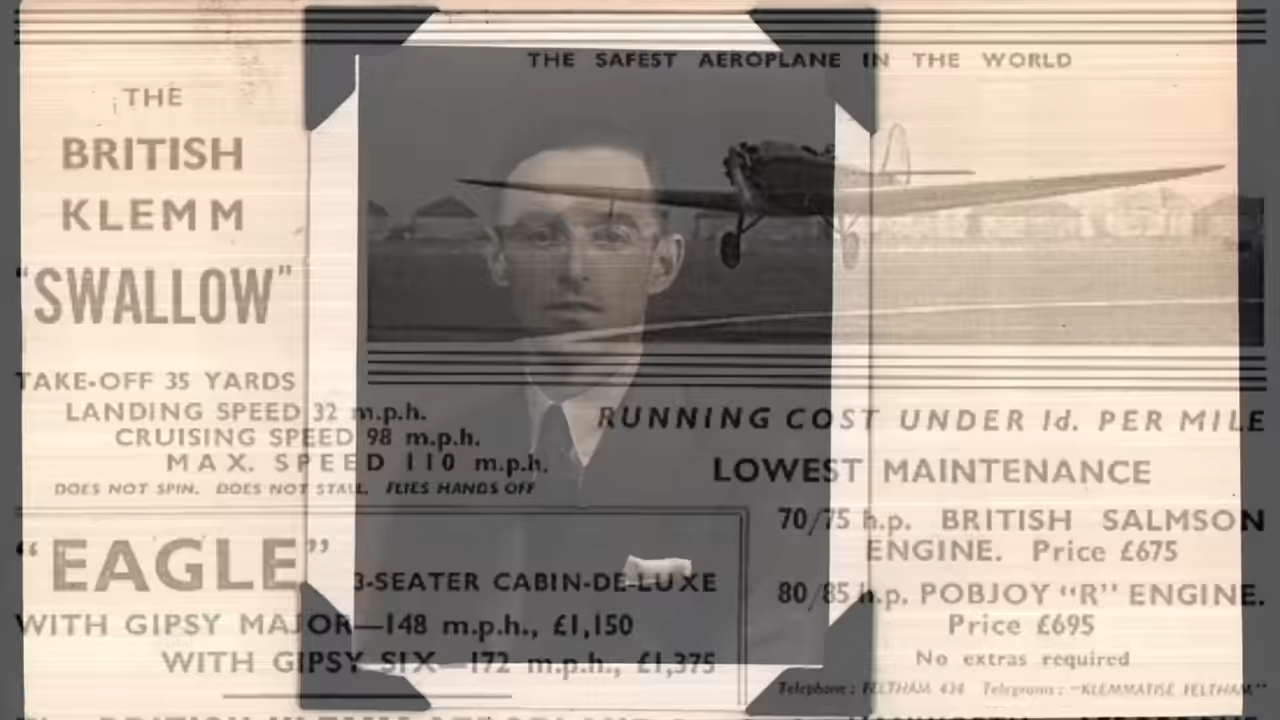 THE SAFEST AEROPLANE IN THE WORLD
THE
BRITISH
KLEMM
"SWALLOW"
TAKE-OFF 35 YARDS
LANDING SPEED 32 m.p.h.
CRUISING SPEED 98 m.p.h.
MAX. SPEED 110 m.p.h.
DOES NOT SPIN. DOES NOT STALL. FLIES HANDS OFF
"EAGLE"
3-SEATER CABIN-DE-LUXE
WITH GIPSY MAJOR—148 m.p.h., £1,150
WITH GIPSY SIX—172 m.p.h., £1,375
RUNNING COST UNDER 1d. PER MILE
LOWEST MAINTENANCE
70/75 h.p. BRITISH SALMSON
ENGINE. Price £675
80/85 h.p. POBJOY "R" ENGINE.
Price £695
No extras required
Telephone: FELTHAM 434 Telegrams: "KLEMMATISE FELTHAM"